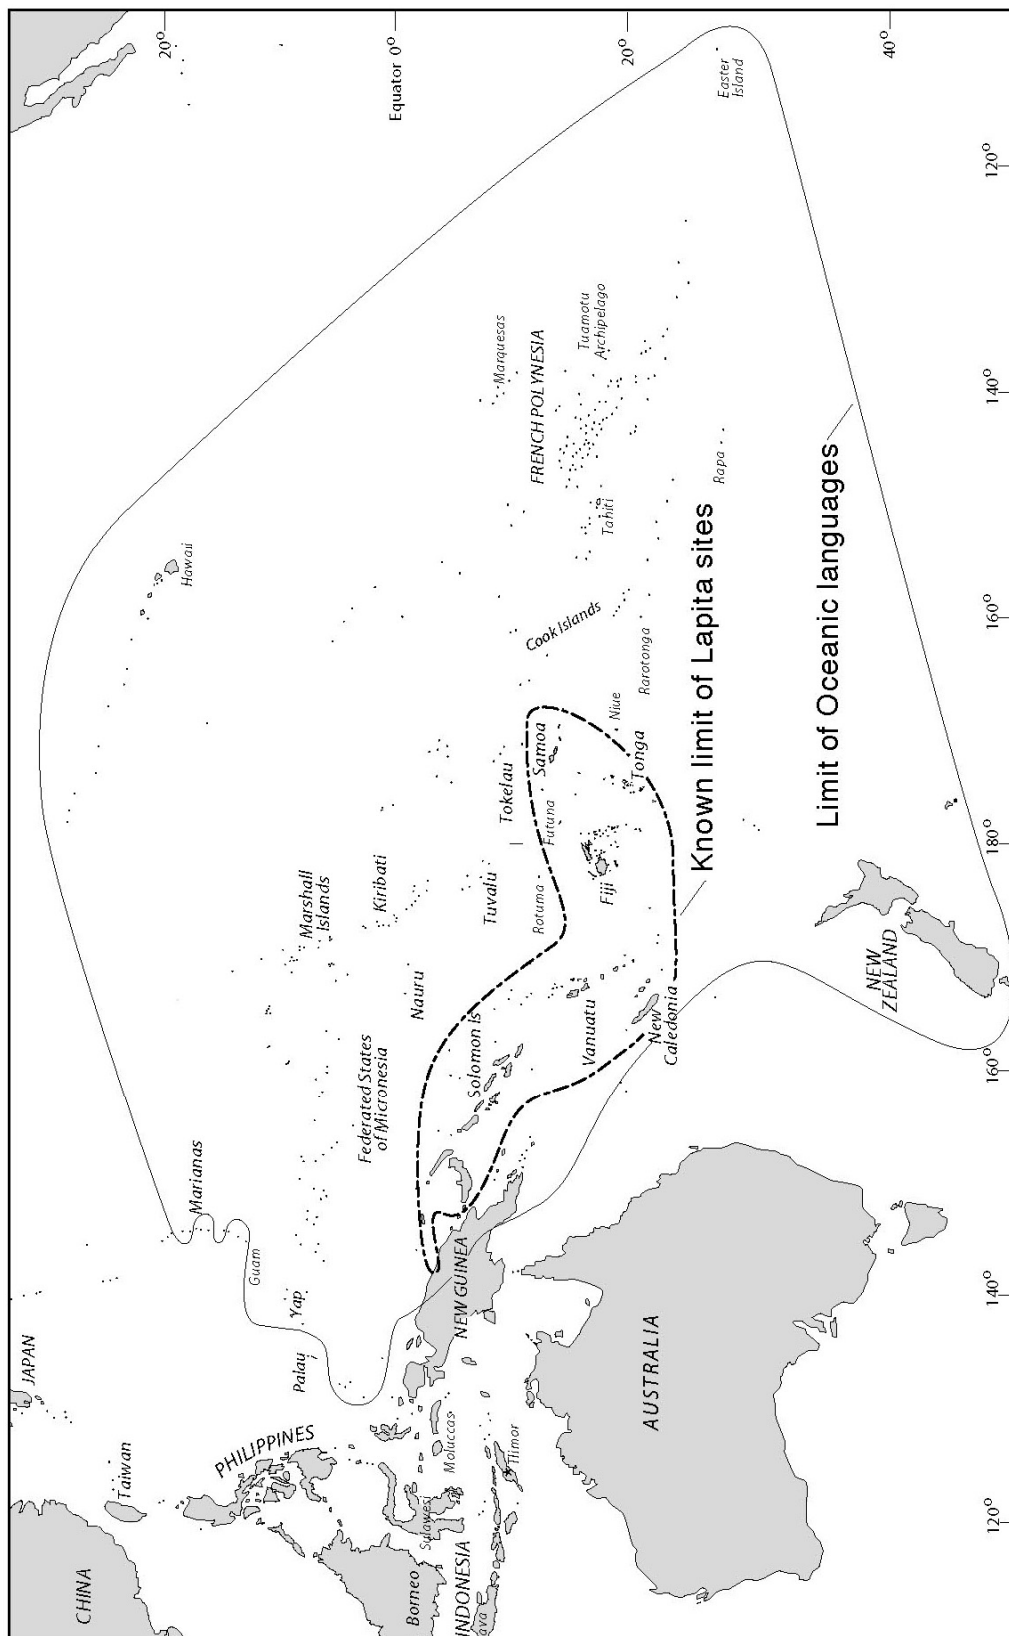 20°
Equator 0°
20°
40°
CHINA
Taiwan
JAPAN
PHILIPPINES
Palau
Yap
Guam
Marianas
Hawaii
Federated States
of Micronesia
Marshall
Islands
Nauru
Kiribati
Tuvalu
Tokelau
Borneo
Sulawesi
Moluccas
INDONESIA
Timor
NEW GUINEA
Solomon Is
Rotuma
Futuna
Samoa
Cook Islands
Marquesas
FRENCH POLYNESIA
Tuamotu
Archipelago
Tahiti
Vanuatu
Fiji
Tonga
Niue
Rarotonga
Rapa
Easter
Island
New
Caledonia
Known limit of Lapita sites
AUSTRALIA
Limit of Oceanic languages
NEW
ZEALAND
120°
140°
160°
180°
160°
140°
120°